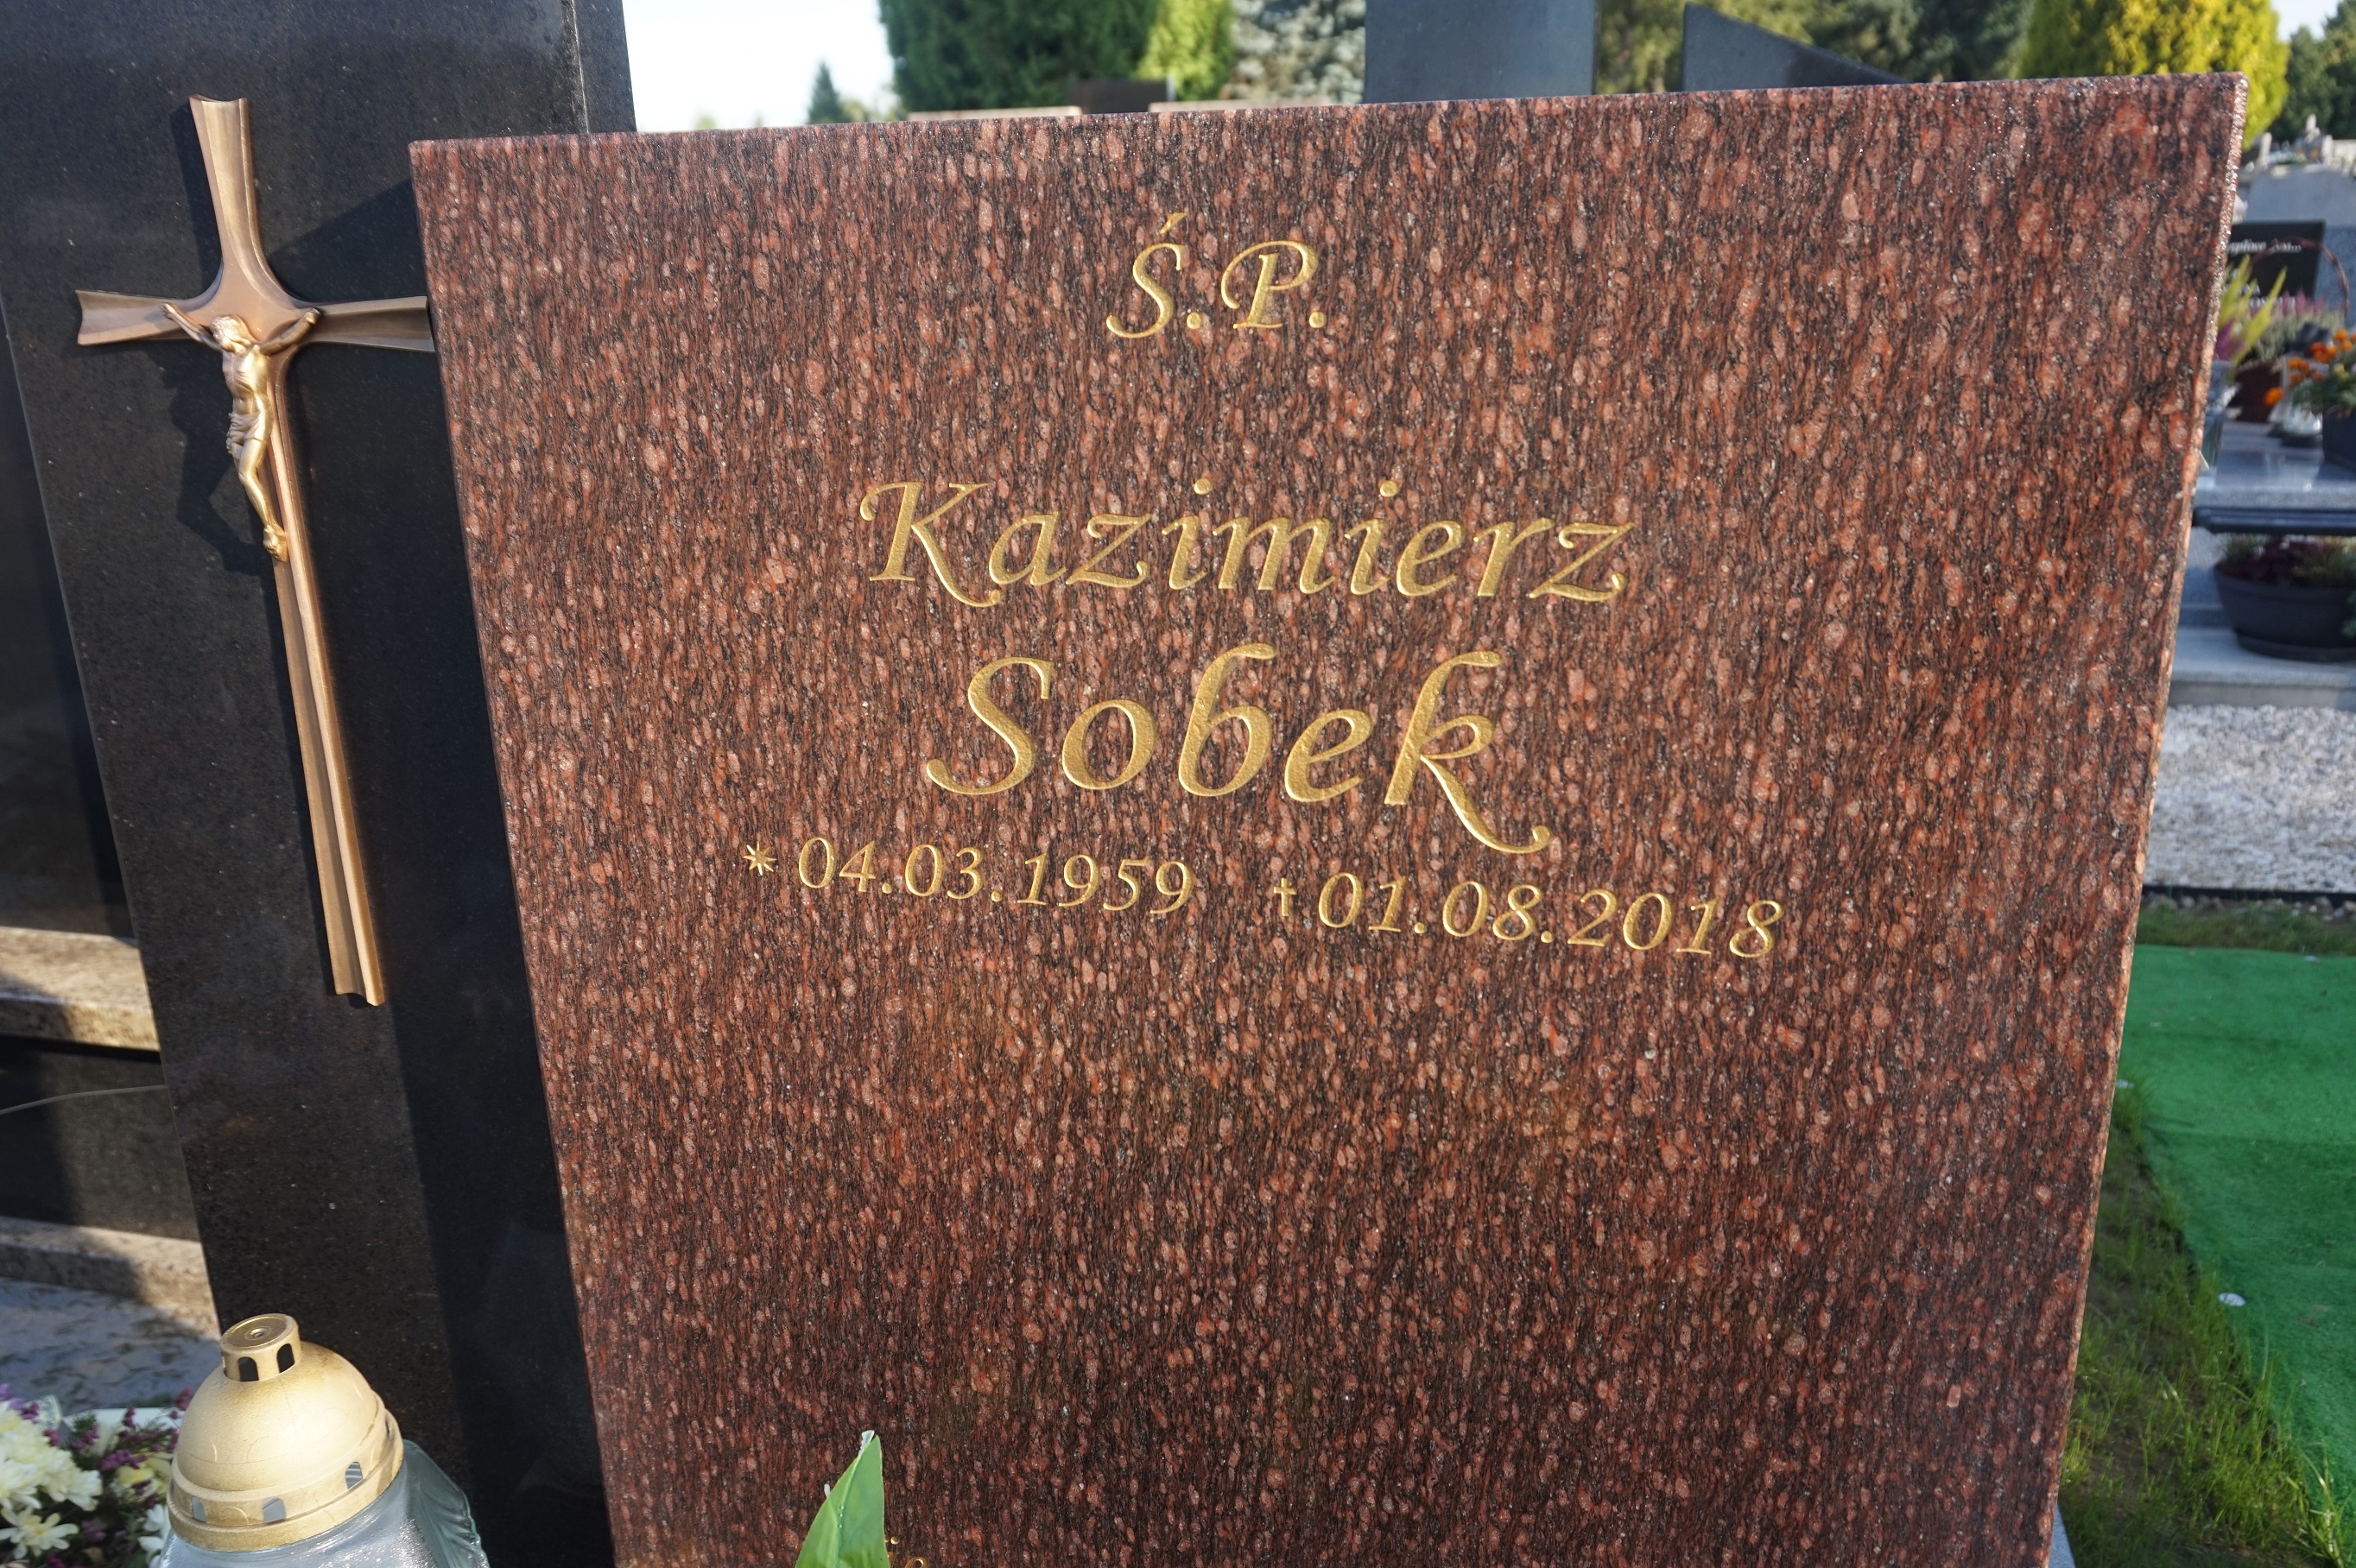 Ś.P.
Kazimierz
Sobek
* 04.03.1959 † 01.08.2018